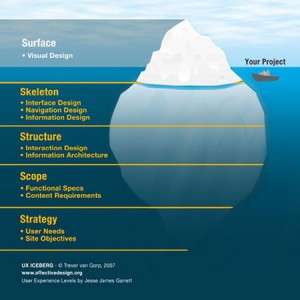 Surface
• Visual Design
Your Project
Skeleton
• Interface Design
• Navigation Design
• Information Design
Structure
• Interaction Design
• Information Architecture
Scope
• Functional Specs
• Content Requirements
Strategy
• User Needs
• Site Objectives
UX ICEBERG - © Trevor van Gorp, 2007
www.affectivedesign.org
User Experience Levels by Jesse James Garrett